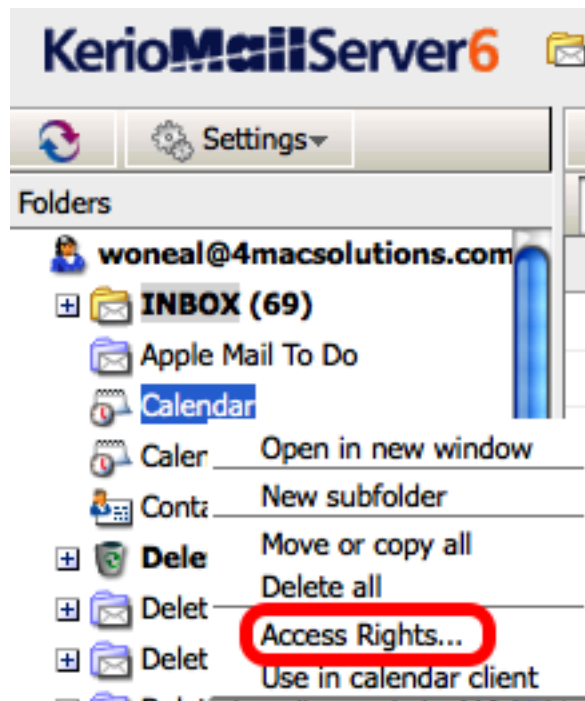 KerioMailServer6
Settings
Folders
woneal@4macsolutions.com
INBOX (69)
Apple Mail To Do
Calendar
Open in new window
New subfolder
Move or copy all
Delete all
Access Rights...
Use in calendar client